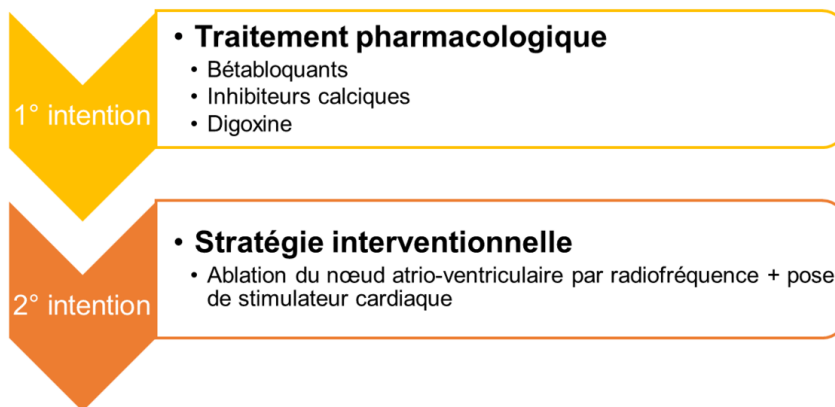 1° intention
• Traitement pharmacologique
• Bétabloquants
• Inhibiteurs calciques
• Digoxine
2° intention
• Stratégie interventionnelle
• Ablation du nœud atrio-ventriculaire par radiofréquence + pose
de stimulateur cardiaque